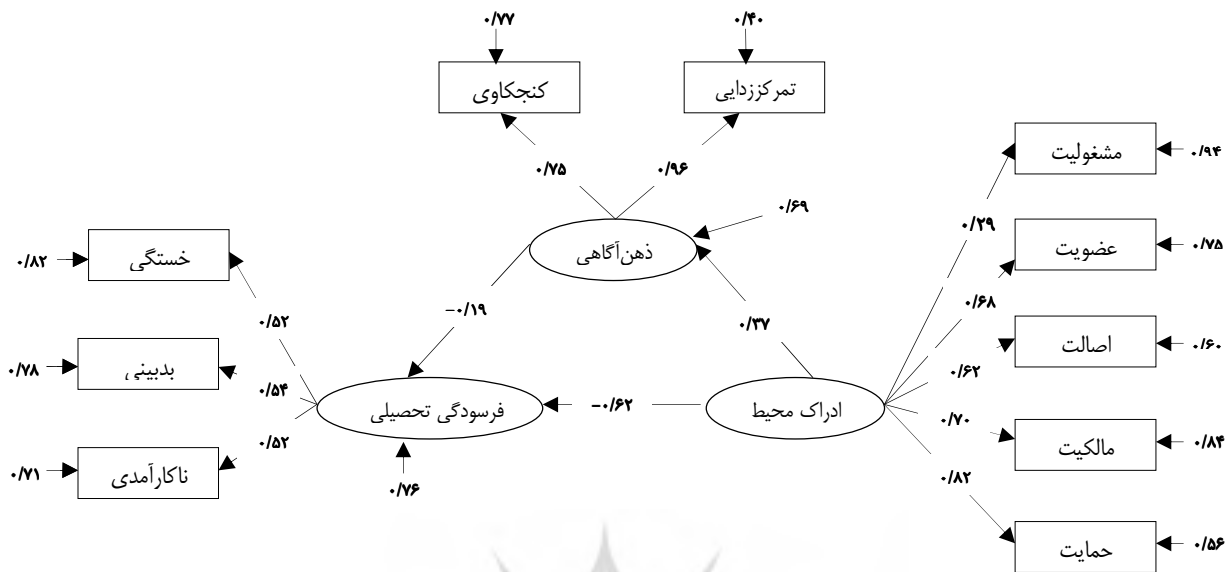 ۰/۷۷
۰/۴۰
کنجکاوی
تمرکززدایی
مشغولیت
۰/۹۴
۰/۷۵
۰/۹۶
۰/۶۹
۰/۲۹
ذهن‌آگاهی
عضویت
۰/۷۵
خستگی
۰/۸۲
۰/۶۸
−۰/۱۹
۰/۳۷
۰/۵۲
اصالت
۰/۶۰
بدبینی
۰/۷۸
۰/۵۴
۰/۶۲
فرسودگی تحصیلی
−۰/۶۲
ادراک محیط
۰/۷۰
مالکیت
۰/۸۴
۰/۵۲
ناکارآمدی
۰/۷۱
۰/۷۶
۰/۸۲
حمایت
۰/۵۶